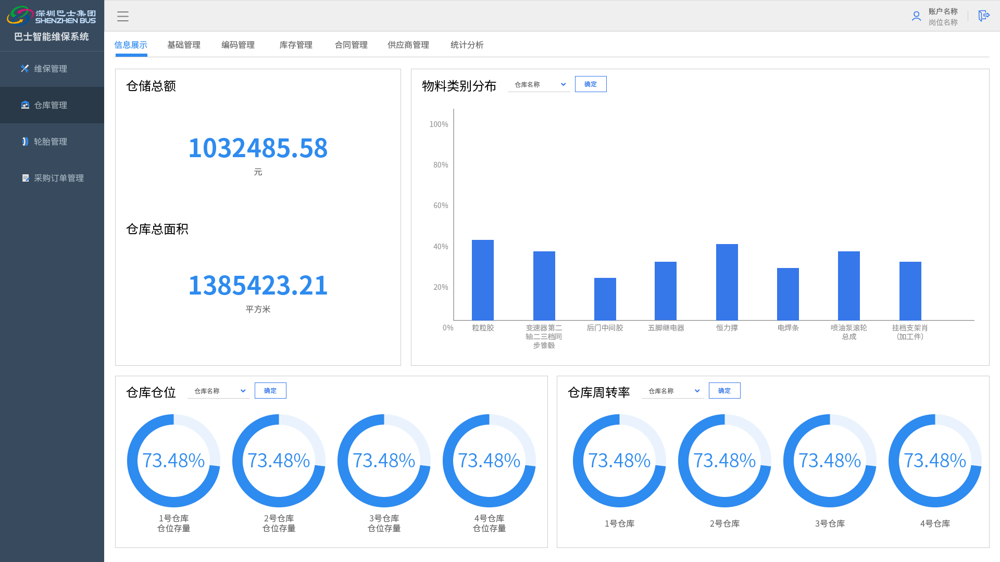 深圳巴士集团
SHENZHEN BUS
巴士智能维保系统
维保管理
仓库管理
轮胎管理
采购订单管理
账户名称
岗位名称
信息展示
基础管理
编码管理
库存管理
合同管理
供应商管理
统计分析
仓储总额
1032485.58
元
仓库总面积
1385423.21
平方米
物料类别分布
仓库名称
确定
100%
80%
60%
40%
20%
0%
粒粒胶
变速器第二
轴二三档同
步锥毂
后门中间胶
五脚继电器
恒力撑
电焊条
喷油泵滚轮
总成
挂档支架肖
（加工件）
仓库仓位
仓库名称
确定
73.48%
73.48%
73.48%
73.48%
1号仓库
仓位存量
2号仓库
仓位存量
3号仓库
仓位存量
4号仓库
仓位存量
仓库周转率
仓库名称
确定
73.48%
73.48%
73.48%
73.48%
1号仓库
2号仓库
3号仓库
4号仓库